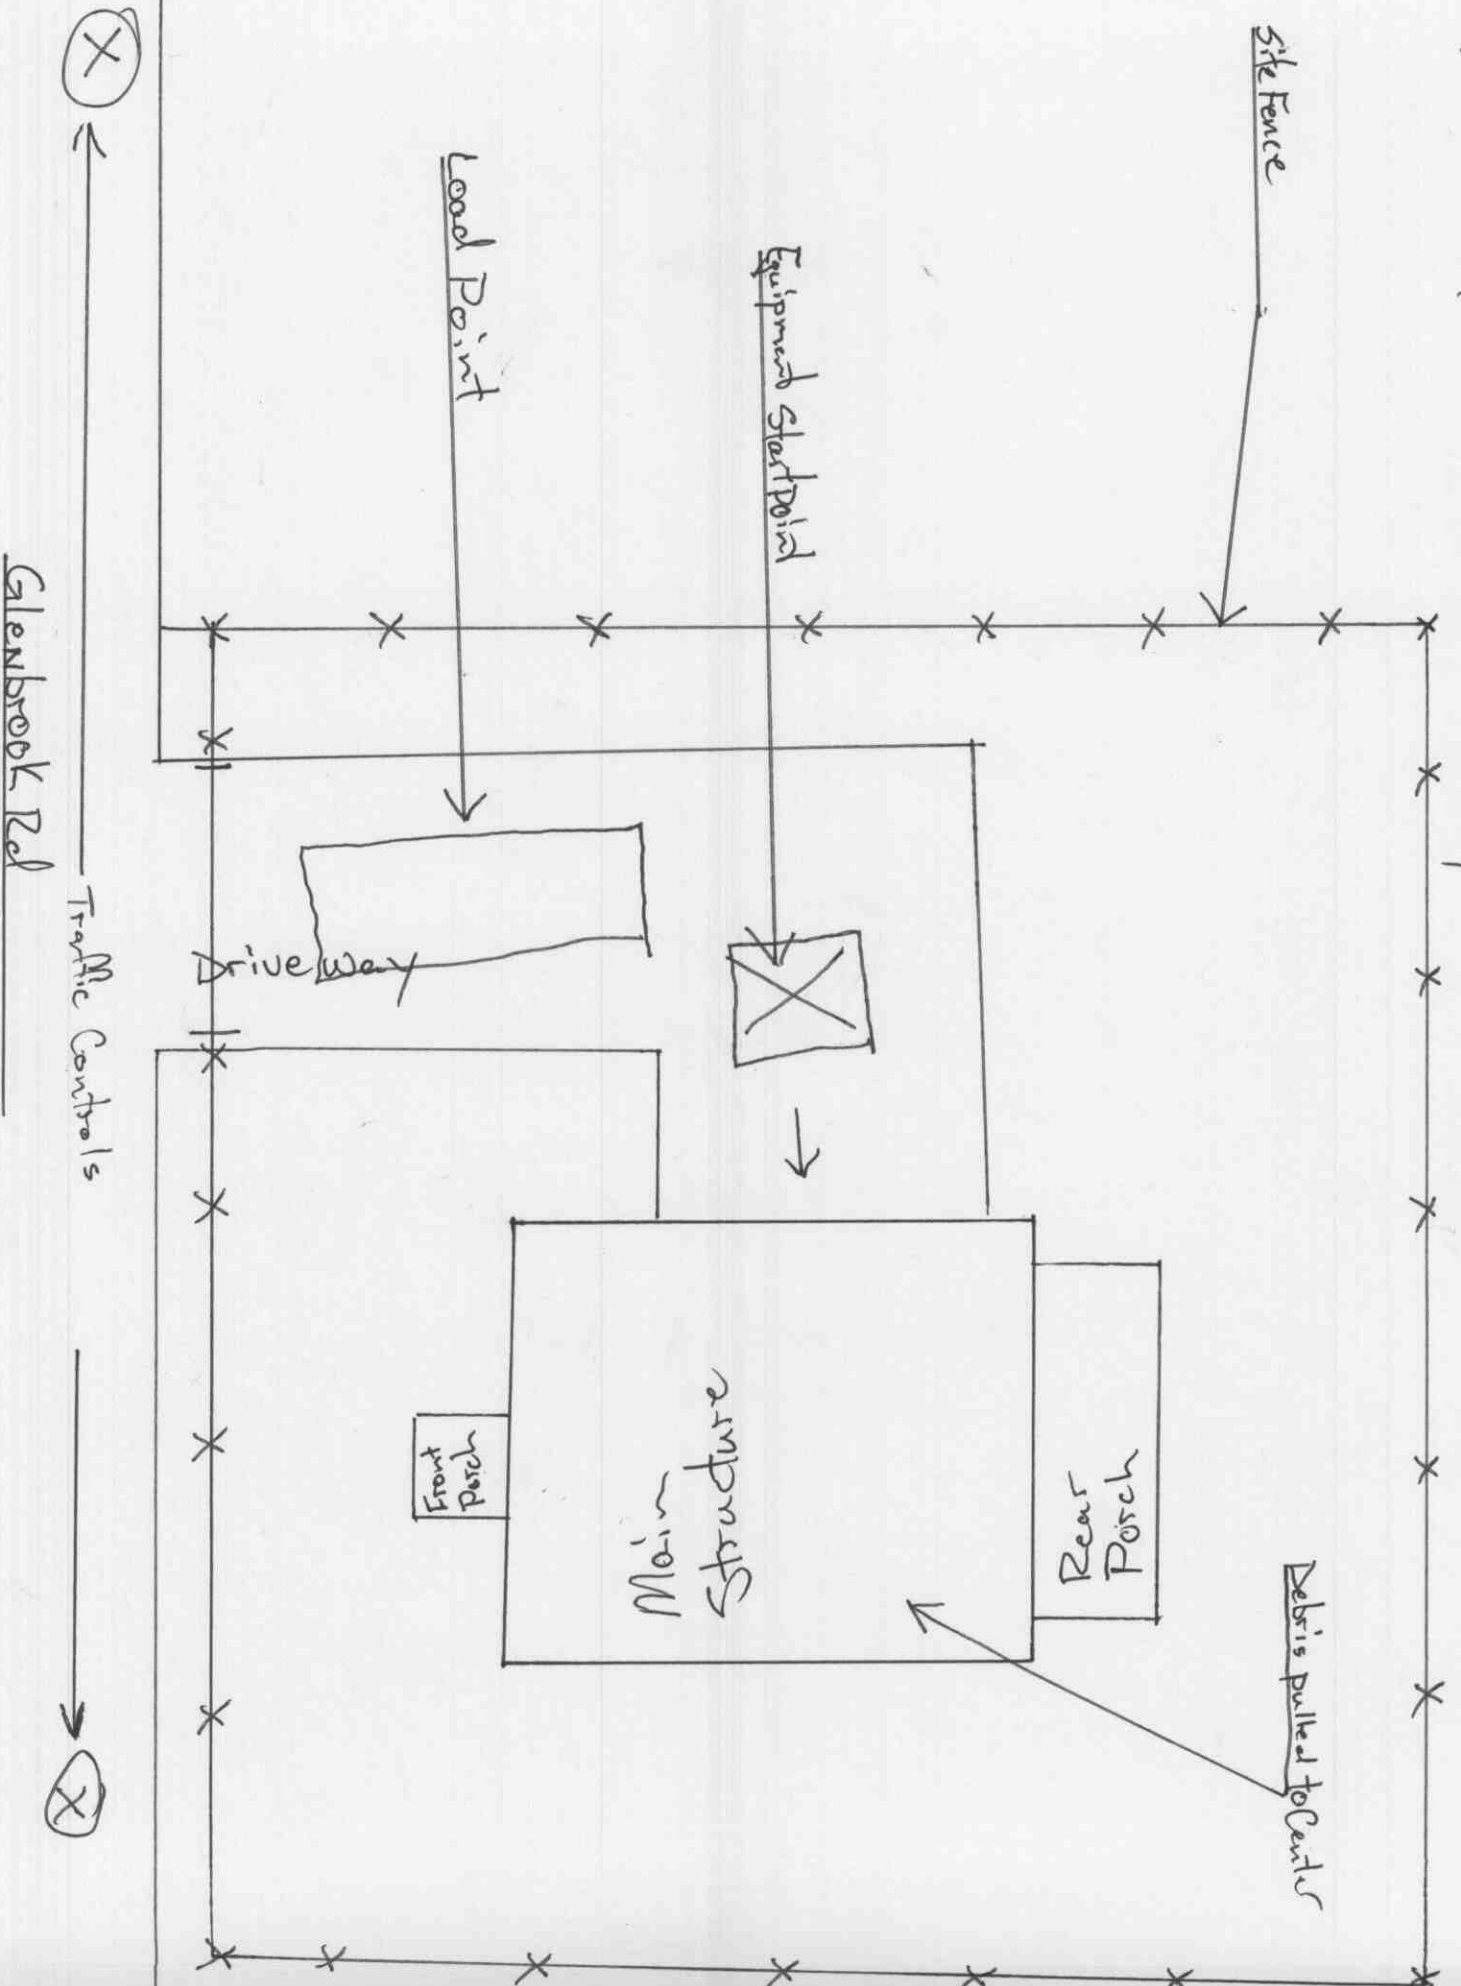 Site Fence
Debris pulled to Center
Rear
Porch
Equipment Start point
Main
Structure
Load Point
Front
Porch
Drive way
Traffic Controls
Glenbrook Rd